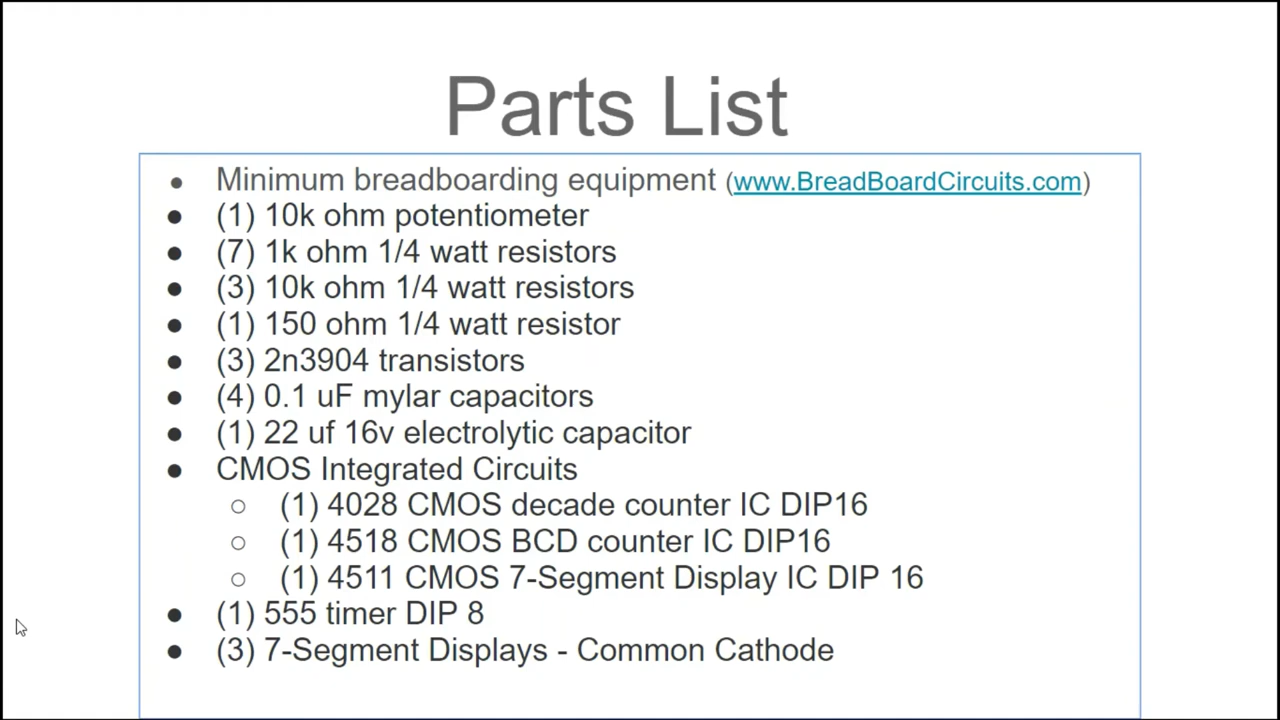 Parts List
● Minimum breadboarding equipment (www.BreadBoardCircuits.com)
● (1) 10k ohm potentiometer
● (7) 1k ohm 1/4 watt resistors
● (3) 10k ohm 1/4 watt resistors
● (1) 150 ohm 1/4 watt resistor
● (3) 2n3904 transistors
● (4) 0.1 uF mylar capacitors
● (1) 22 uf 16v electrolytic capacitor
● CMOS Integrated Circuits
○ (1) 4028 CMOS decade counter IC DIP16
○ (1) 4518 CMOS BCD counter IC DIP16
○ (1) 4511 CMOS 7-Segment Display IC DIP 16
● (1) 555 timer DIP 8
● (3) 7-Segment Displays - Common Cathode